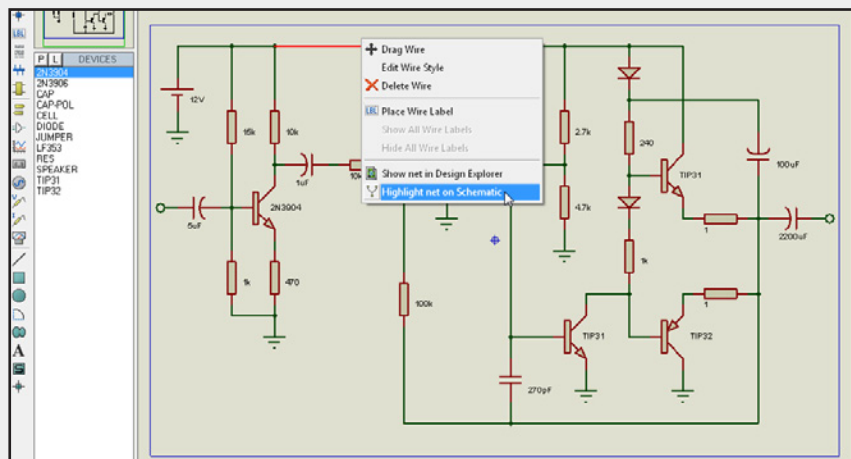 LBL
P L DEVICES
2N3904
2N3906
CAP
CAP-POL
CELL
DIODE
JUMPER
LF353
RES
SPEAKER
TIP31
TIP32
A
12V
15k
10k
1uF
10k
5uF
2N3904
1k
470
Drag Wire
Edit Wire Style
Delete Wire
LBL Place Wire Label
Show All Wire Labels
Hide All Wire Labels
Show net in Design Explorer
Highlight net on Schematic
100k
270pF
2.7k
4.7k
240
1k
TIP31
100uF
1
2200uF
1
TIP31
TIP32